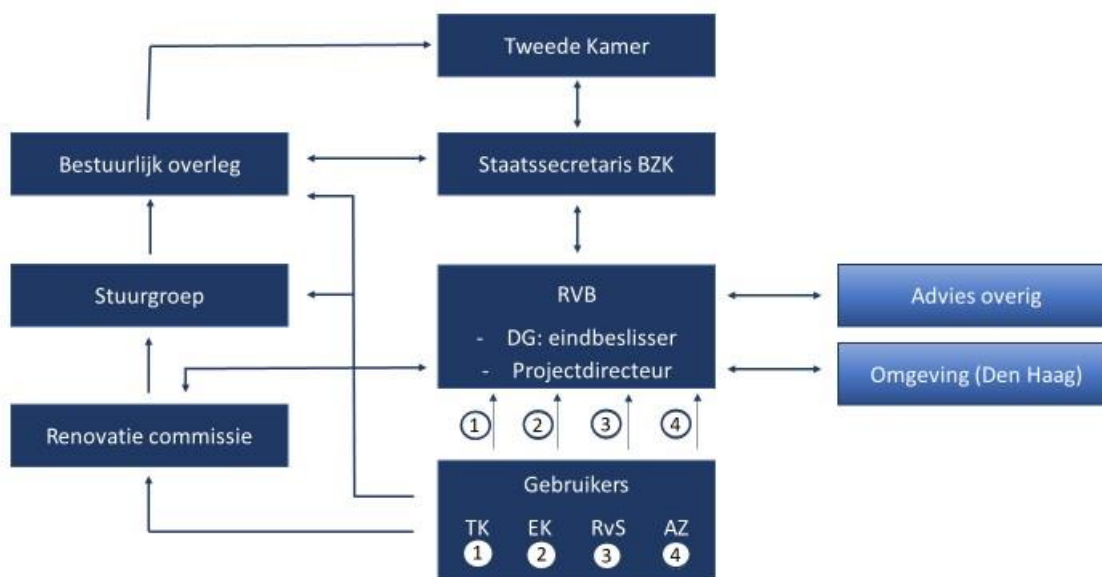 Tweede Kamer
Bestuurlijk overleg
Staatssecretaris BZK
Stuurgroep
RVB
- DG: eindbeslisser
- Projectdirecteur
Advies overig
Omgeving (Den Haag)
Renovatie commissie
1 2 3 4
Gebruikers
TK EK RvS AZ
1 2 3 4